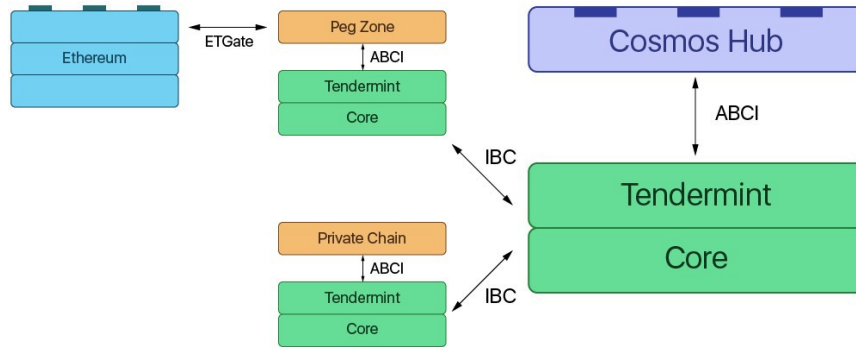 Ethereum
ETGate
Peg Zone
ABCI
Tendermint
Core
IBC
Private Chain
ABCI
Tendermint
Core
IBC
Cosmos Hub
ABCI
Tendermint
Core